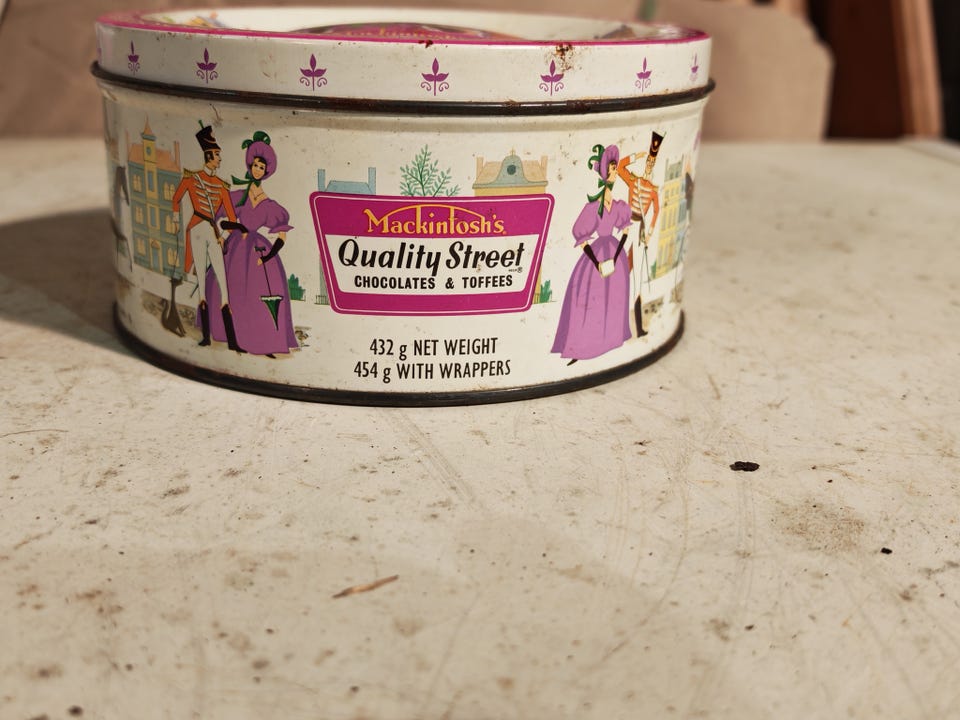 Mackintosh's
Quality Street
CHOCOLATES & TOFFEES
432 g NET WEIGHT
454 g WITH WRAPPERS